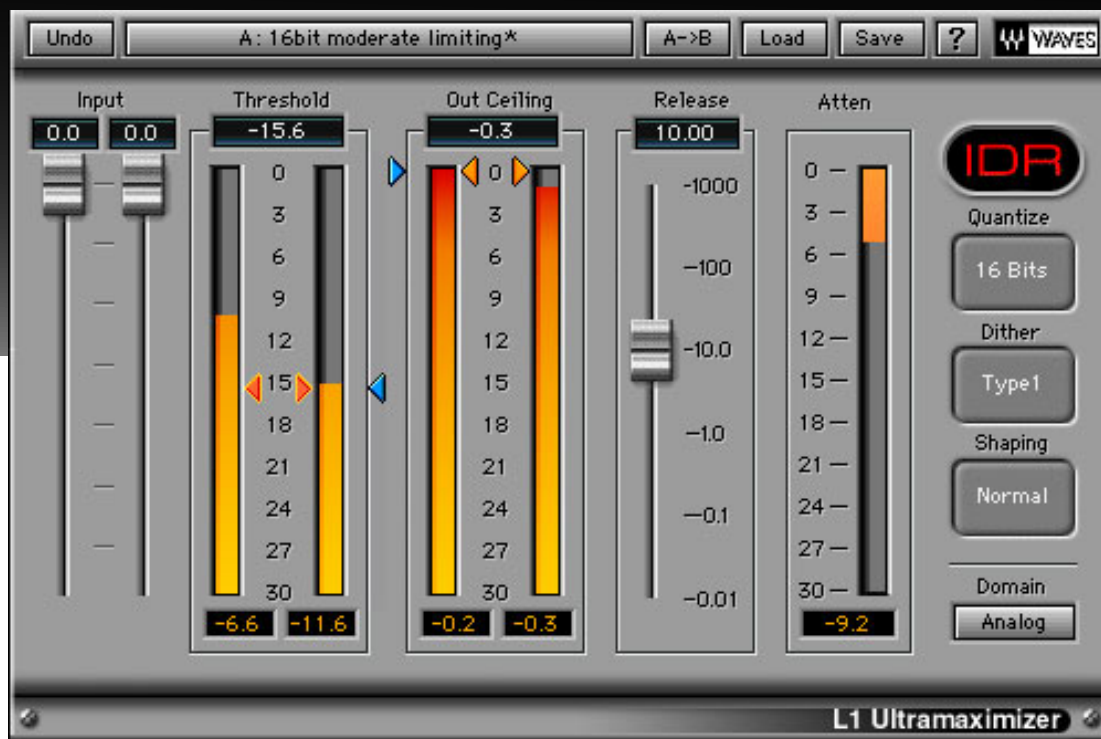 Undo
A: 16bit moderate limiting*
A->B
Load
Save
?
WAVES
Input
Threshold
Out Ceiling
Release
Atten
0.0
0.0
-15.6
-0.3
10.00
IDR
0
3
6
9
12
15
18
21
24
27
30
0
3
6
9
12
15
18
21
24
27
30
-1000
-100
-10.0
-1.0
-0.1
-0.01
0
3
6
9
12
15
18
21
24
27
30
Quantize
16 Bits
Dither
Type1
Shaping
Normal
Domain
Analog
-6.6
-11.6
-0.2
-0.3
-9.2
L1 Ultramaximizer